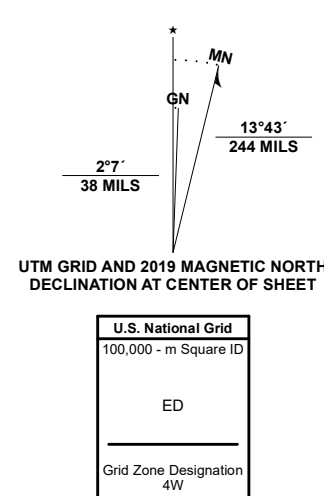 ★
MN
GN
13°43´
244 MILS
2°7´
38 MILS
UTM GRID AND 2019 MAGNETIC NORTH
DECLINATION AT CENTER OF SHEET
U.S. National Grid
100,000 - m Square ID
ED
Grid Zone Designation
4W